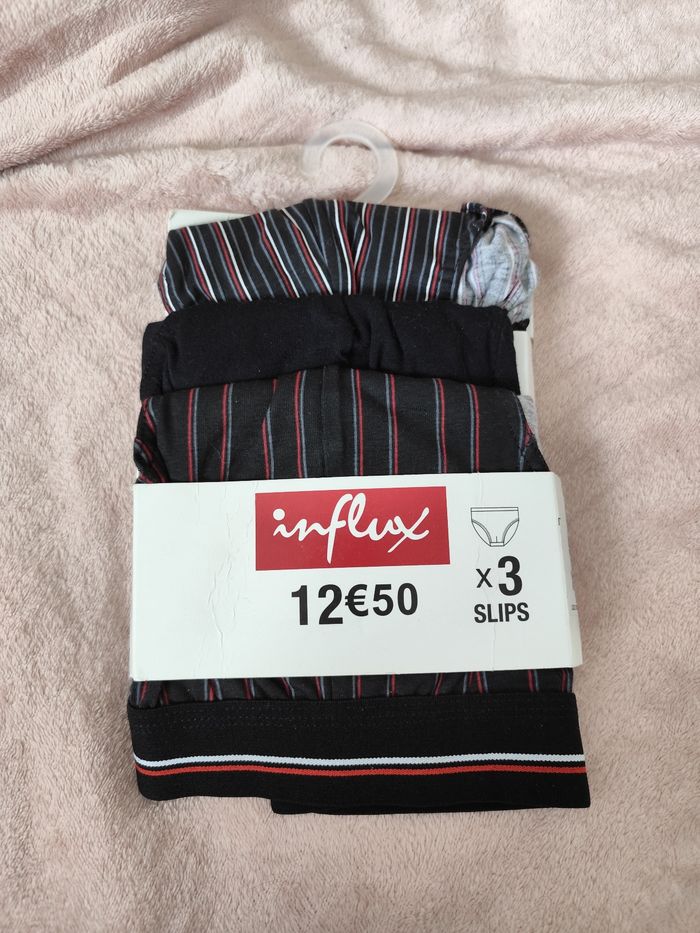 influx
12€50
x3
SLIPS